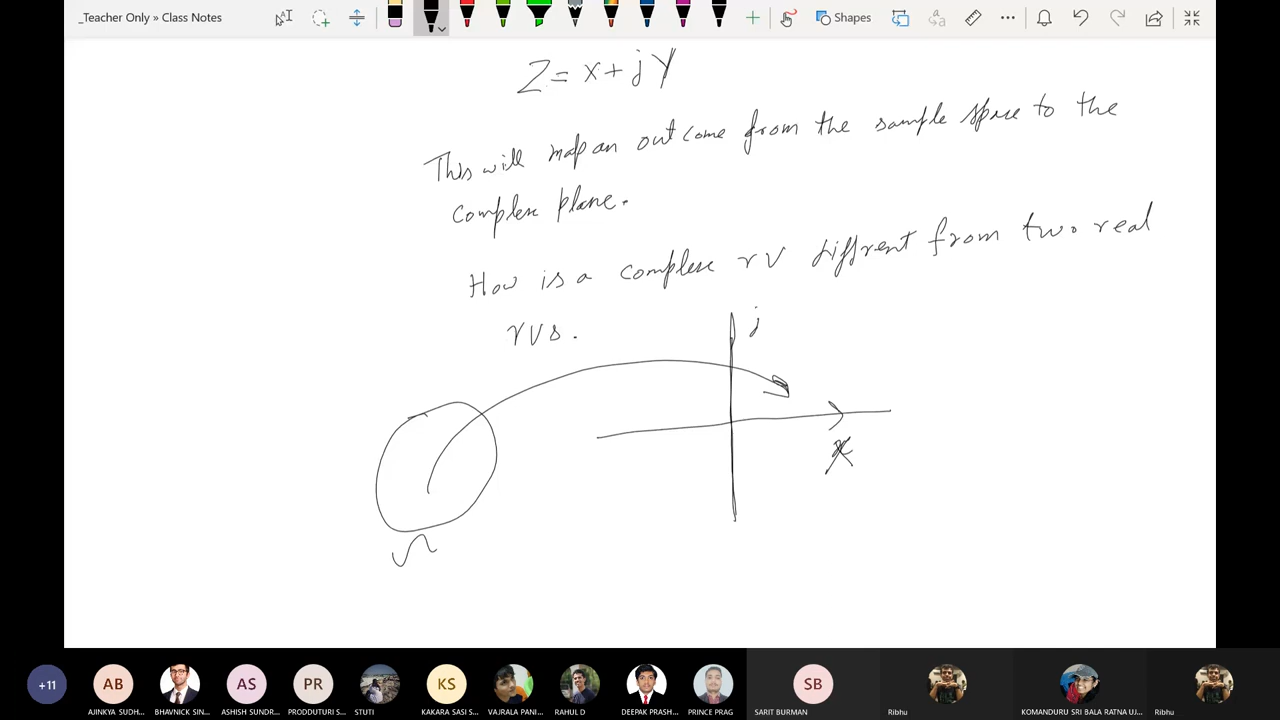 _Teacher Only » Class Notes
Shapes
Z = X + jY
This will map an outcome from the sample space to the
complex plane.
How is a complex rv diffrent from two real
rvs.
j
x
Ω
+11
AB
AS
PR
KS
SB
SARIT BURMAN
AJINKYA SUDH...
BHAVNICK SIN...
ASHISH SUNDR...
PRODDUTURI S...
STUTI
KAKARA SASI S...
VAJRALA PANI...
RAHUL D
DEEPAK PRASH...
PRINCE PRAG
Ribhu
KOMANDURU SRI BALA RATNA UJ...
Ribhu